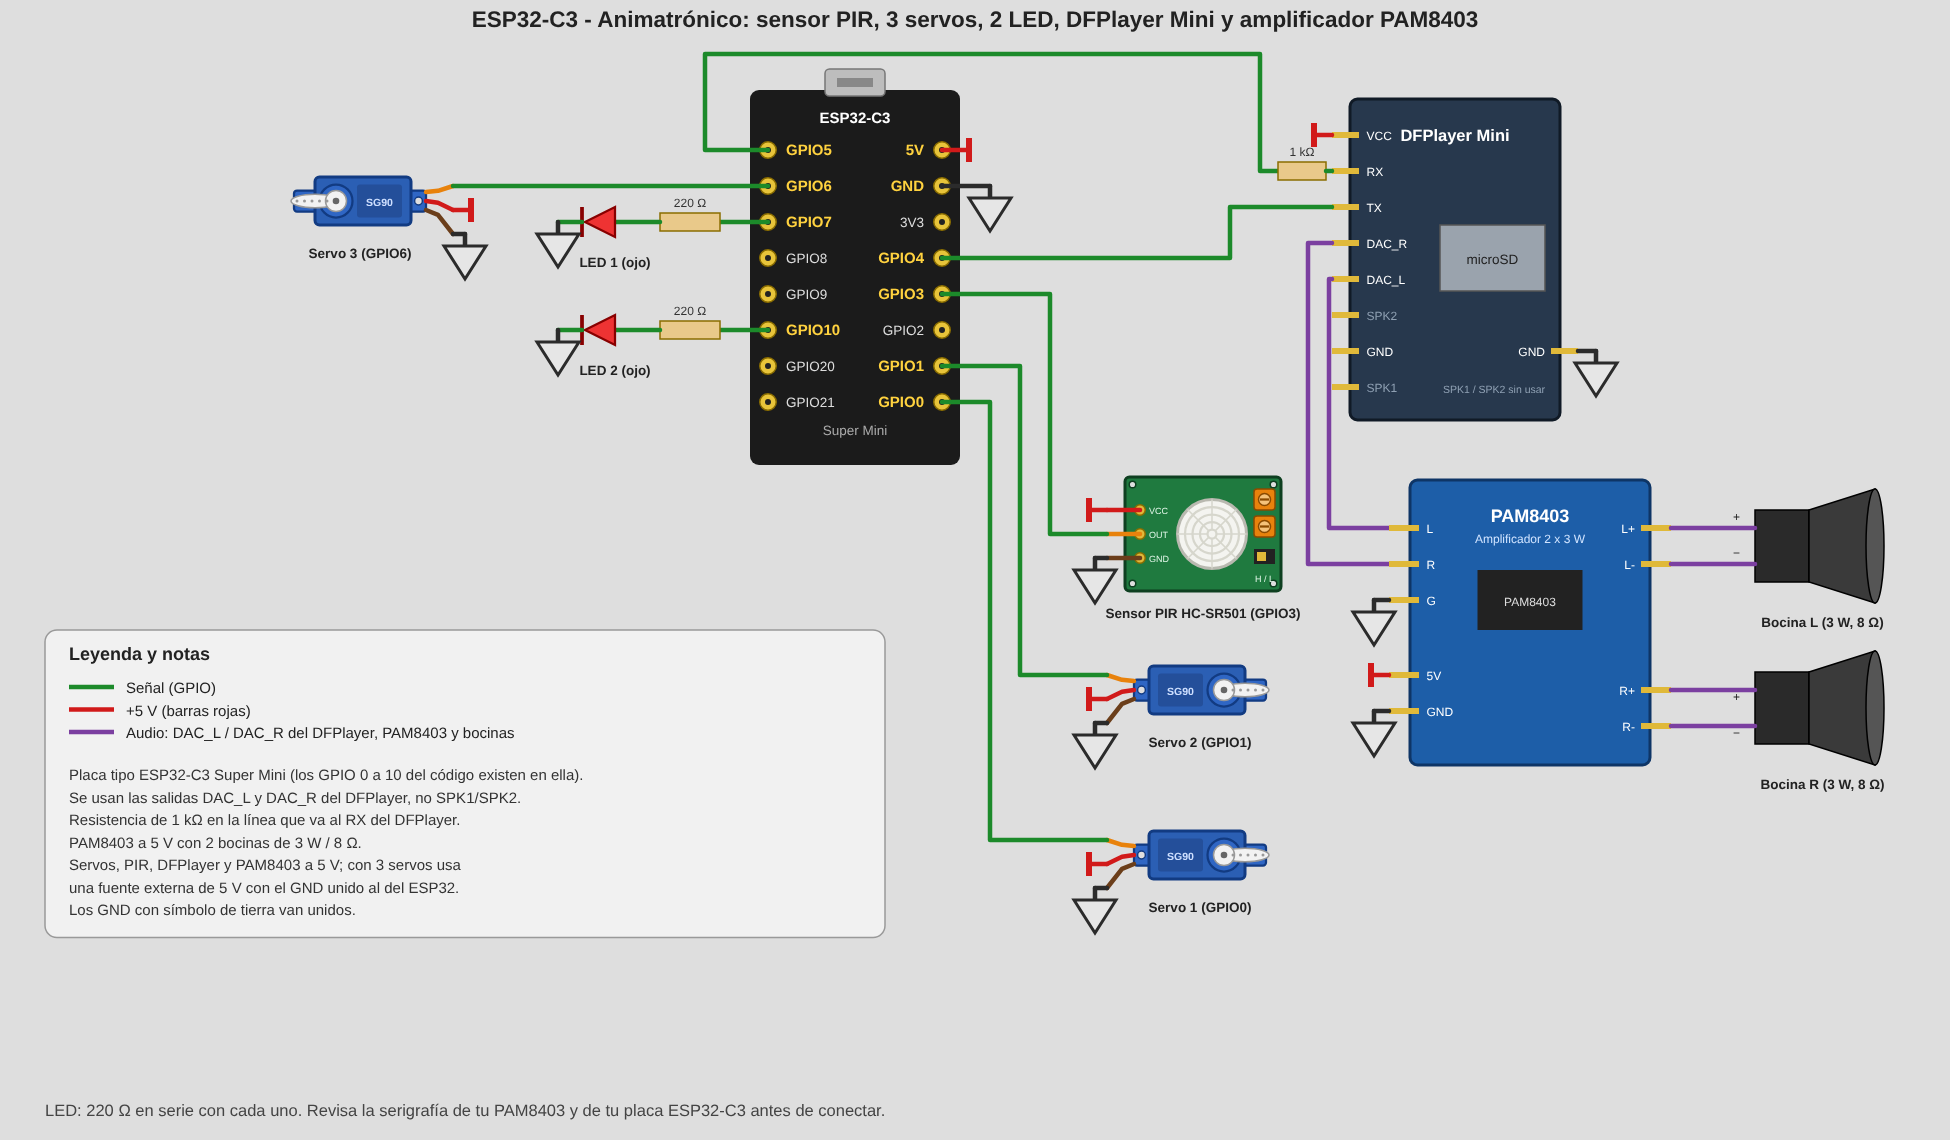 ESP32-C3 - Animatrónico: sensor PIR, 3 servos, 2 LED, DFPlayer Mini y amplificador PAM8403
ESP32-C3
GPIO5 5V
GPIO6 GND
GPIO7 3V3
GPIO8 GPIO4
GPIO9 GPIO3
GPIO10 GPIO2
GPIO20 GPIO1
GPIO21 GPIO0
Super Mini
SG90
Servo 3 (GPIO6)
220 Ω
LED 1 (ojo)
220 Ω
LED 2 (ojo)
1 kΩ
VCC DFPlayer Mini
RX
TX
DAC_R
DAC_L
microSD
SPK2
GND GND
SPK1 SPK1 / SPK2 sin usar
VCC
OUT
GND
H / L
Sensor PIR HC-SR501 (GPIO3)
PAM8403
Amplificador 2 x 3 W
PAM8403
L L+
R L-
G
5V
R+
GND
R-
+
−
Bocina L (3 W, 8 Ω)
+
−
Bocina R (3 W, 8 Ω)
SG90
Servo 2 (GPIO1)
SG90
Servo 1 (GPIO0)
Leyenda y notas
Señal (GPIO)
+5 V (barras rojas)
Audio: DAC_L / DAC_R del DFPlayer, PAM8403 y bocinas
Placa tipo ESP32-C3 Super Mini (los GPIO 0 a 10 del código existen en ella).
Se usan las salidas DAC_L y DAC_R del DFPlayer, no SPK1/SPK2.
Resistencia de 1 kΩ en la línea que va al RX del DFPlayer.
PAM8403 a 5 V con 2 bocinas de 3 W / 8 Ω.
Servos, PIR, DFPlayer y PAM8403 a 5 V; con 3 servos usa
una fuente externa de 5 V con el GND unido al del ESP32.
Los GND con símbolo de tierra van unidos.
LED: 220 Ω en serie con cada uno. Revisa la serigrafía de tu PAM8403 y de tu placa ESP32-C3 antes de conectar.